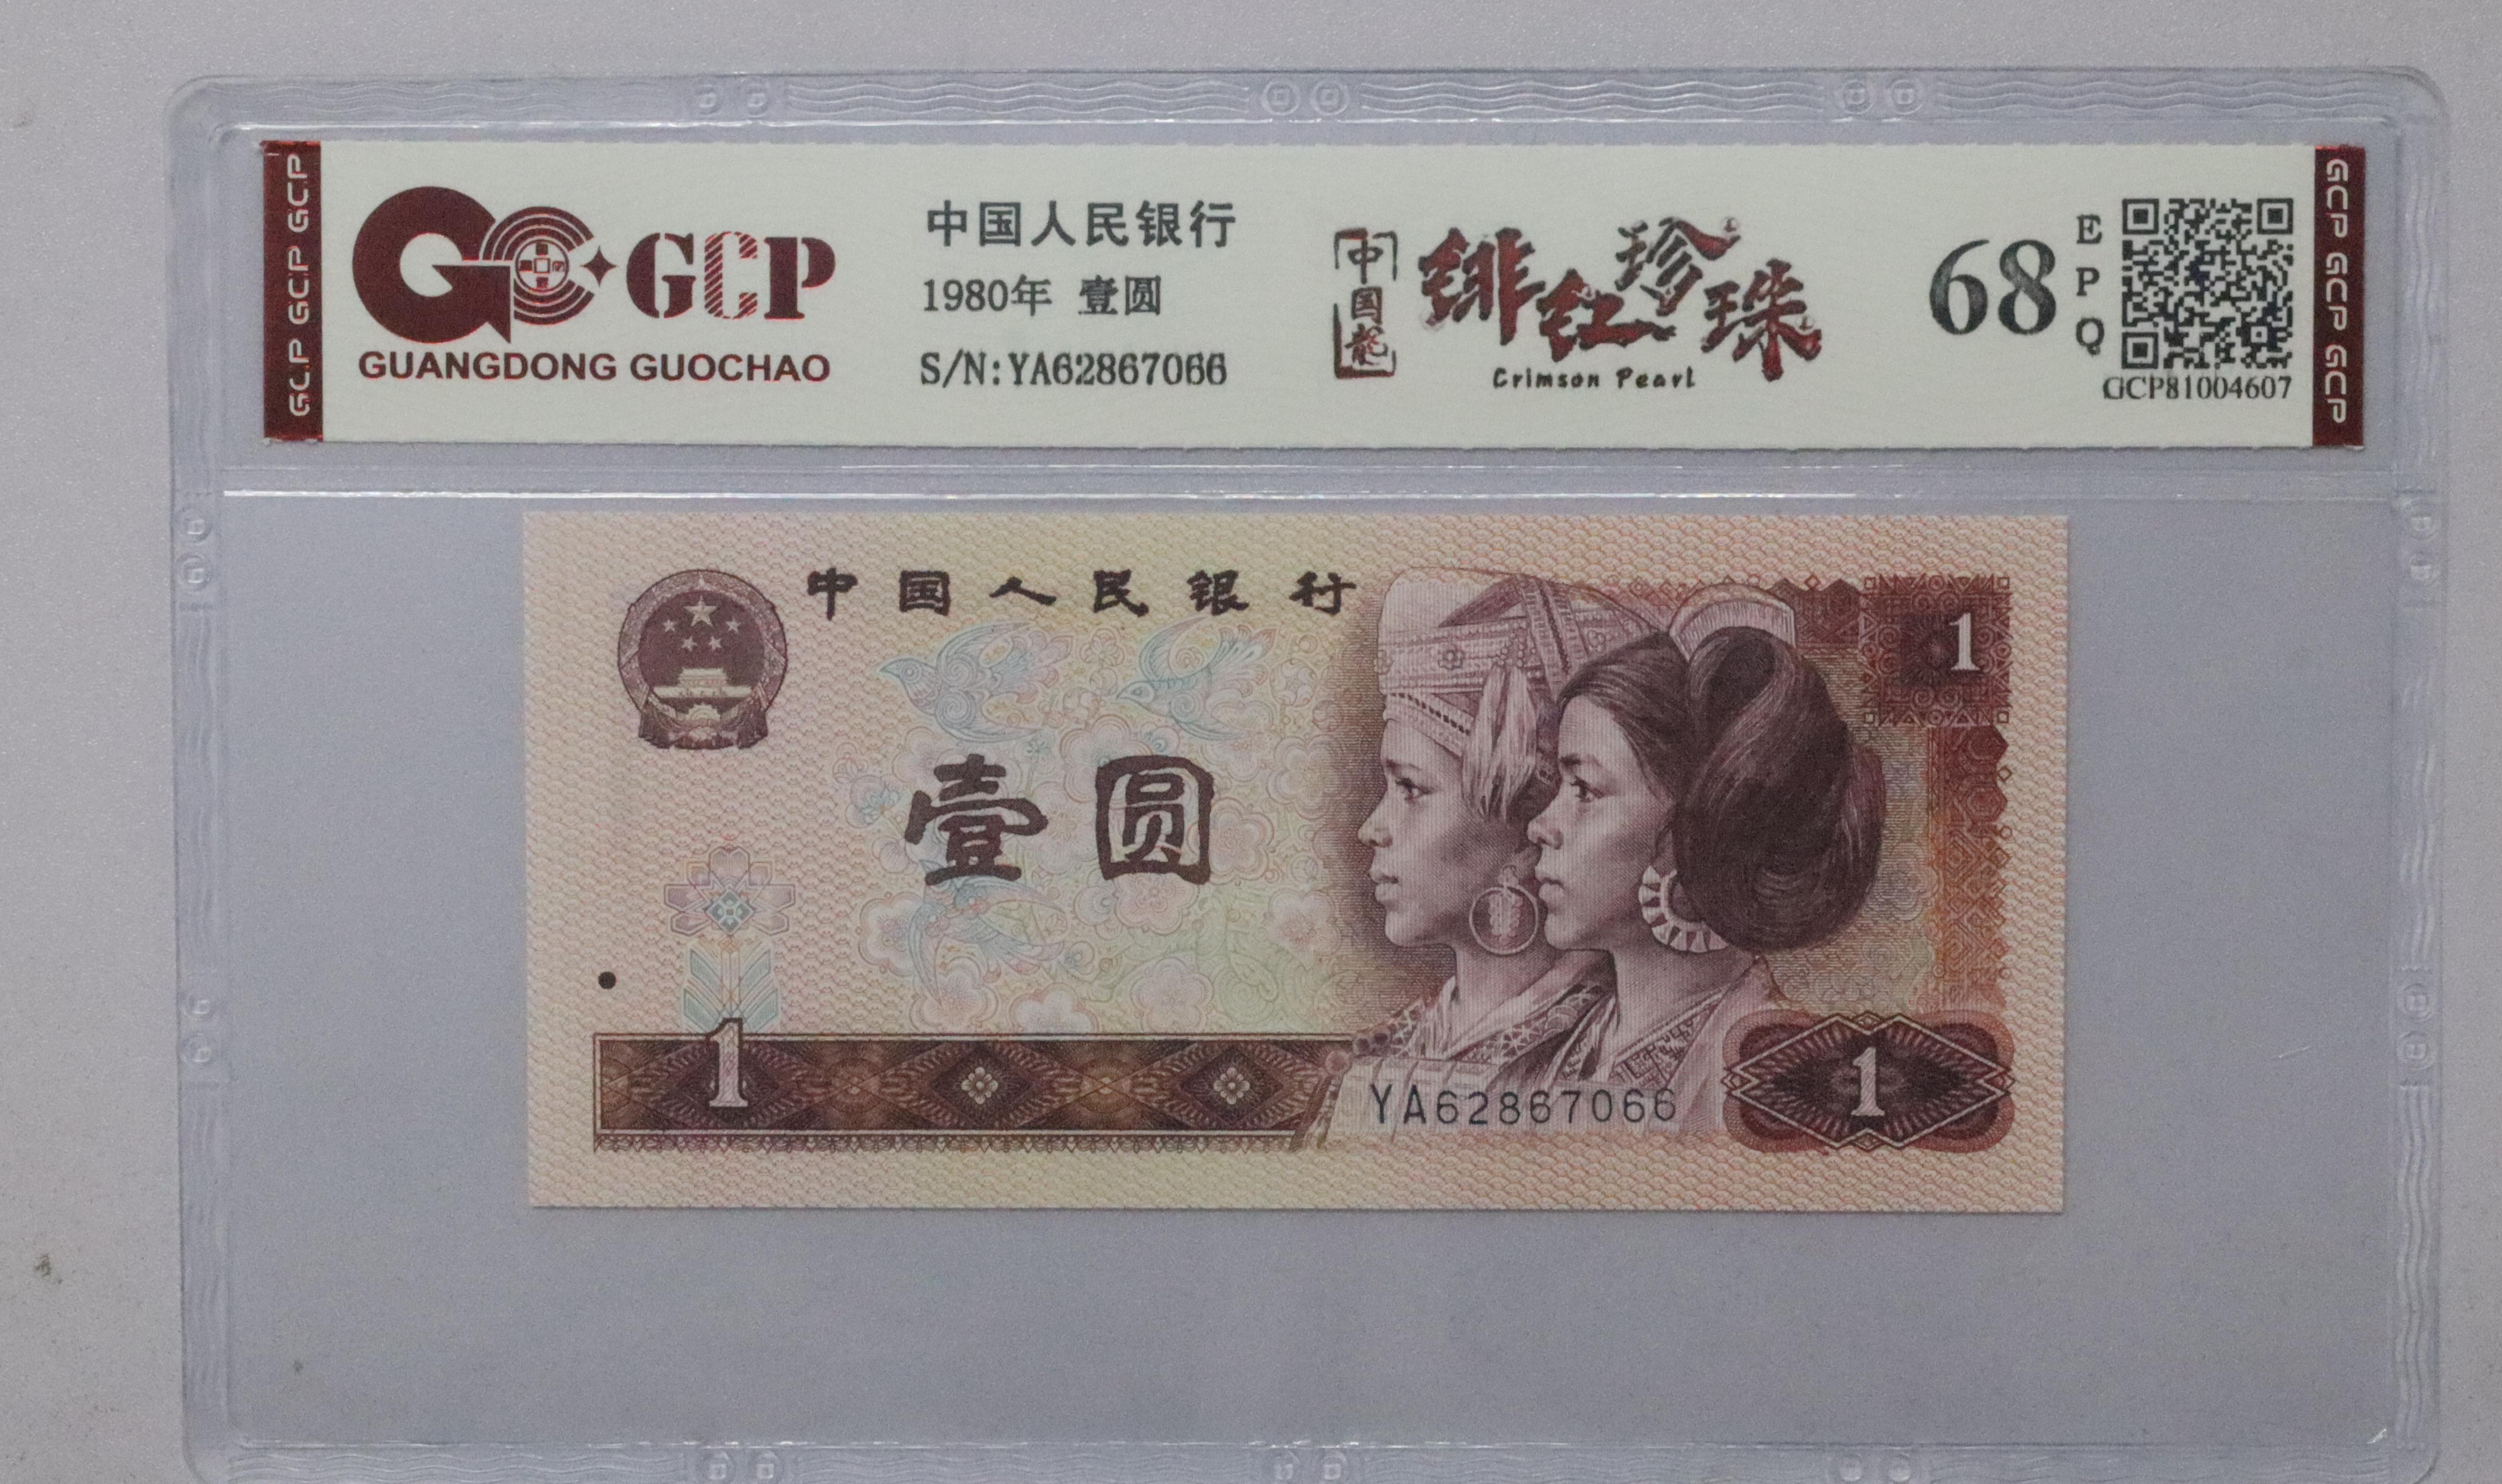 GCP GCP GCP
GCP
GUANGDONG GUOCHAO
中国人民银行
1980年 壹圆
S/N:YA62867066
中国龍
绯红珍珠
Crimson Pearl
68
EPQ
GCP81004607
GCP GCP GCP
中国人民银行
1
壹圆
1
YA62867066
1